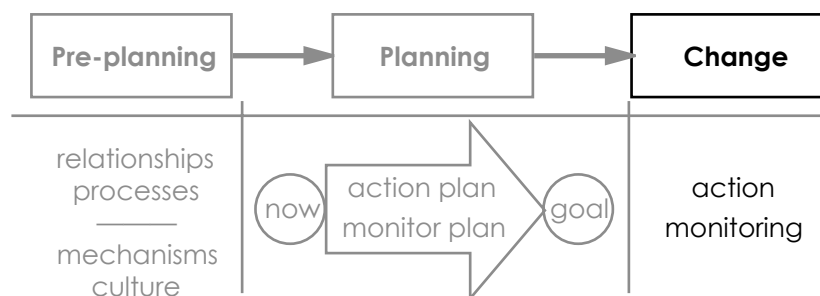 Pre-planning
Planning
Change
relationships
processes
mechanisms
culture
now
action plan
monitor plan
goal
action
monitoring